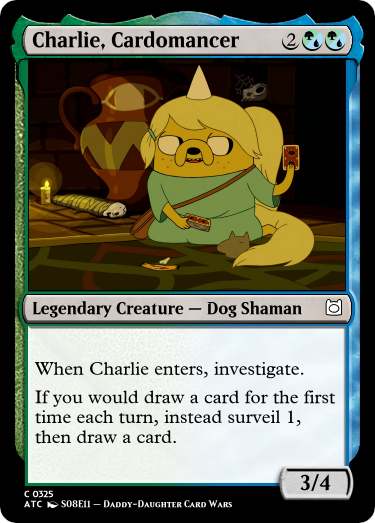 Charlie, Cardomancer 2
Legendary Creature — Dog Shaman
When Charlie enters, investigate.
If you would draw a card for the first
time each turn, instead surveil 1,
then draw a card.
3/4
C 0325
ATC S08E11 – Daddy-Daughter Card Wars